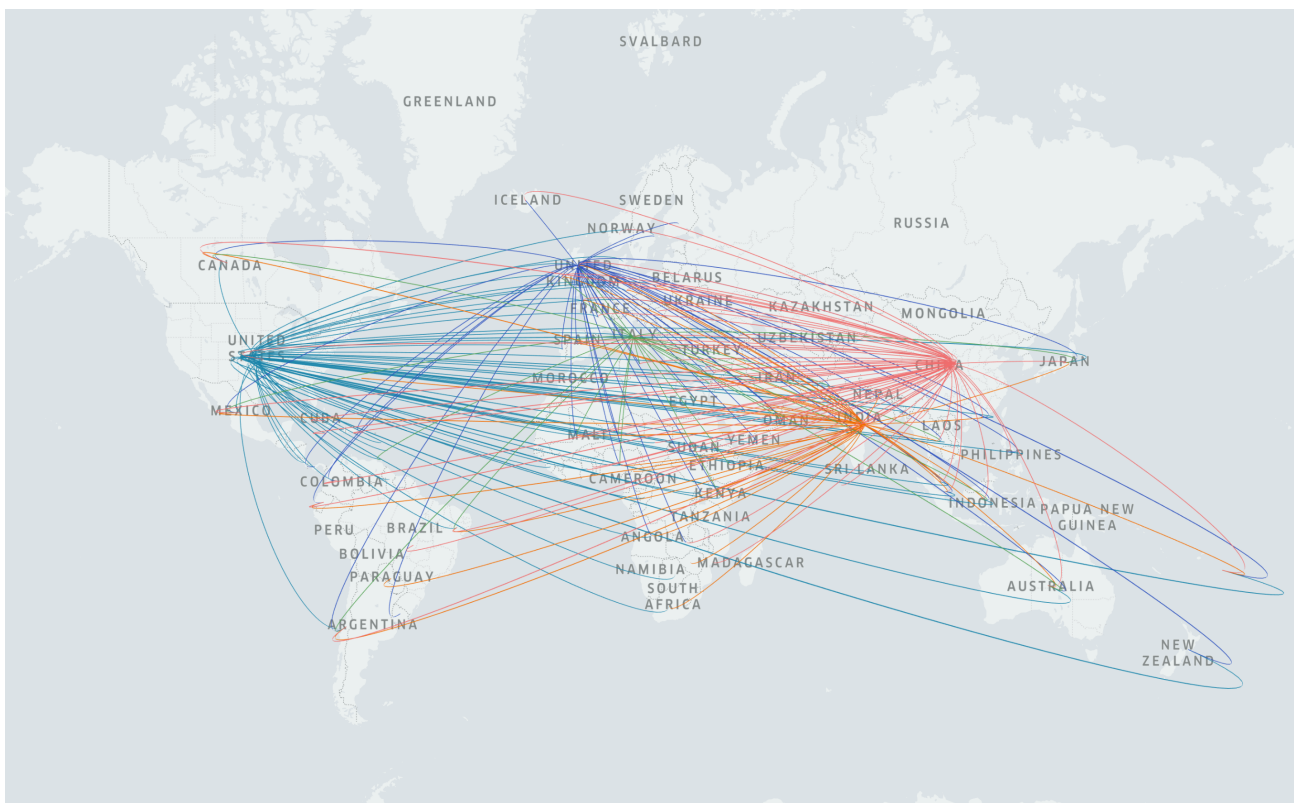 SVALBARD
GREENLAND
ICELAND
SWEDEN
NORWAY
RUSSIA
CANADA
UNITED
KINGDOM
BELARUS
UKRAINE
KAZAKHSTAN
MONGOLIA
FRANCE
UNITED
STATES
SPAIN
ITALY
TURKEY
UZBEKISTAN
CHINA
JAPAN
MOROCCO
IRAN
NEPAL
EGYPT
MEXICO
CUBA
OMAN
INDIA
LAOS
MALI
SUDAN
YEMEN
PHILIPPINES
ETHIOPIA
SRI LANKA
COLOMBIA
CAMEROON
KENYA
INDONESIA
PAPUA NEW
GUINEA
PERU
BRAZIL
TANZANIA
ANGOLA
BOLIVIA
MADAGASCAR
PARAGUAY
NAMIBIA
SOUTH
AFRICA
AUSTRALIA
ARGENTINA
NEW
ZEALAND